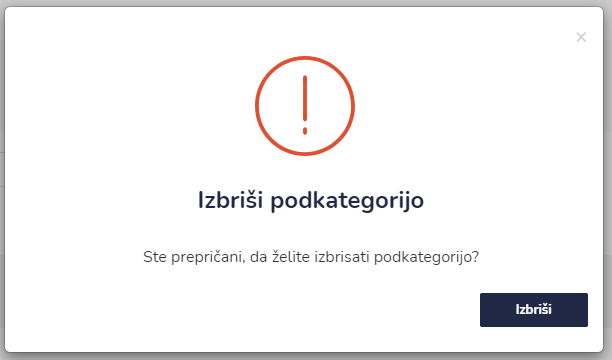 Izbriši podkategorijo
Ste prepričani, da želite izbrisati podkategorijo?
Izbriši